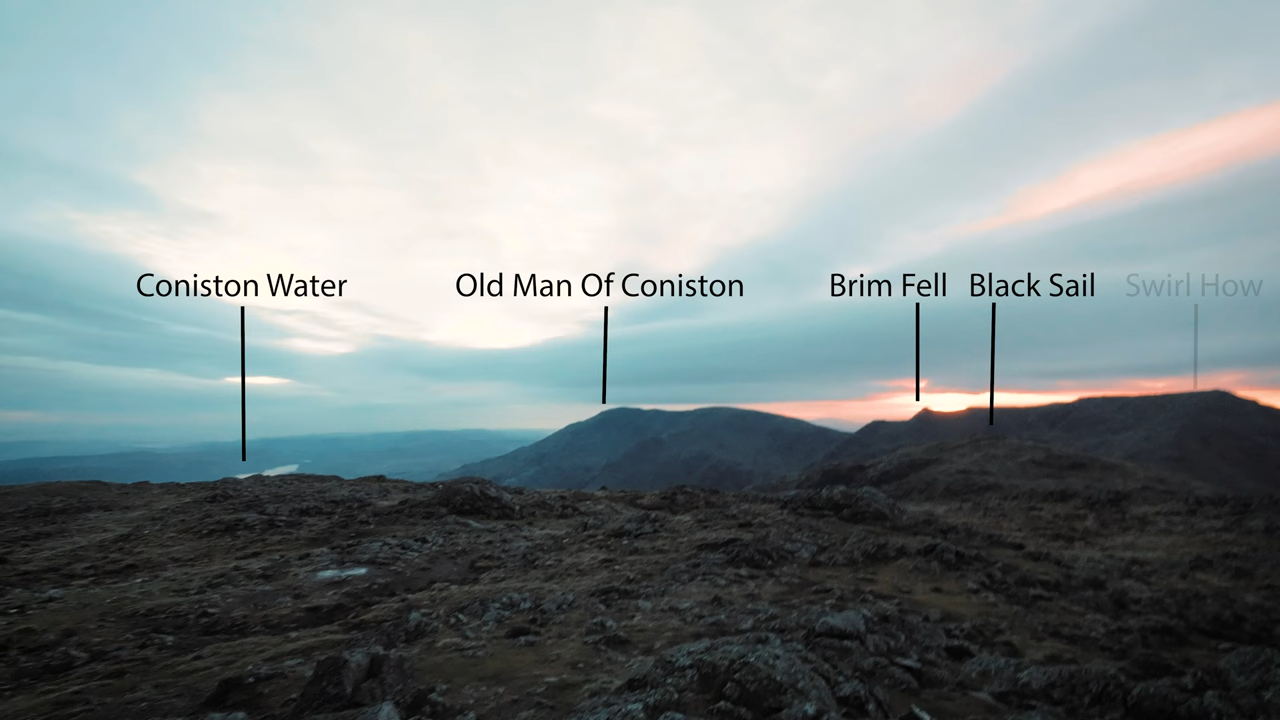 Coniston Water
Old Man Of Coniston
Brim Fell
Black Sail
Swirl How